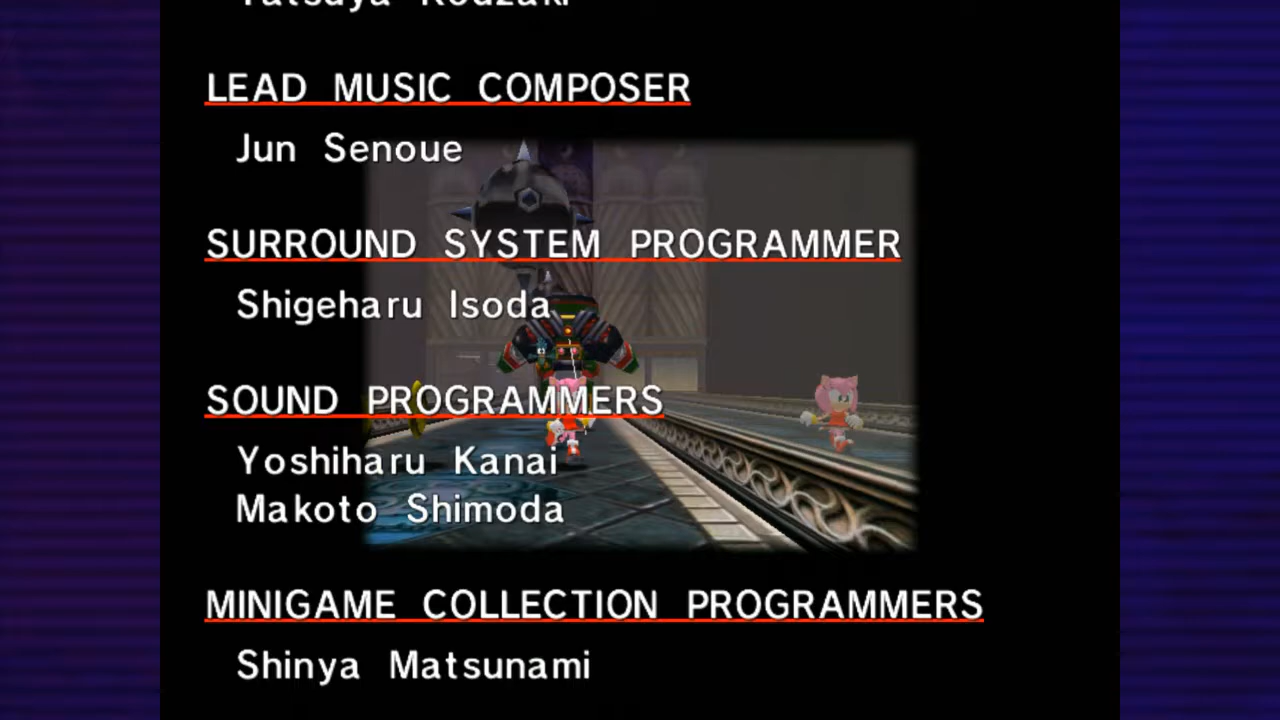 LEAD MUSIC COMPOSER
Jun Senoue
SURROUND SYSTEM PROGRAMMER
Shigeharu Isoda
SOUND PROGRAMMERS
Yoshiharu Kanai
Makoto Shimoda
MINIGAME COLLECTION PROGRAMMERS
Shinya Matsunami